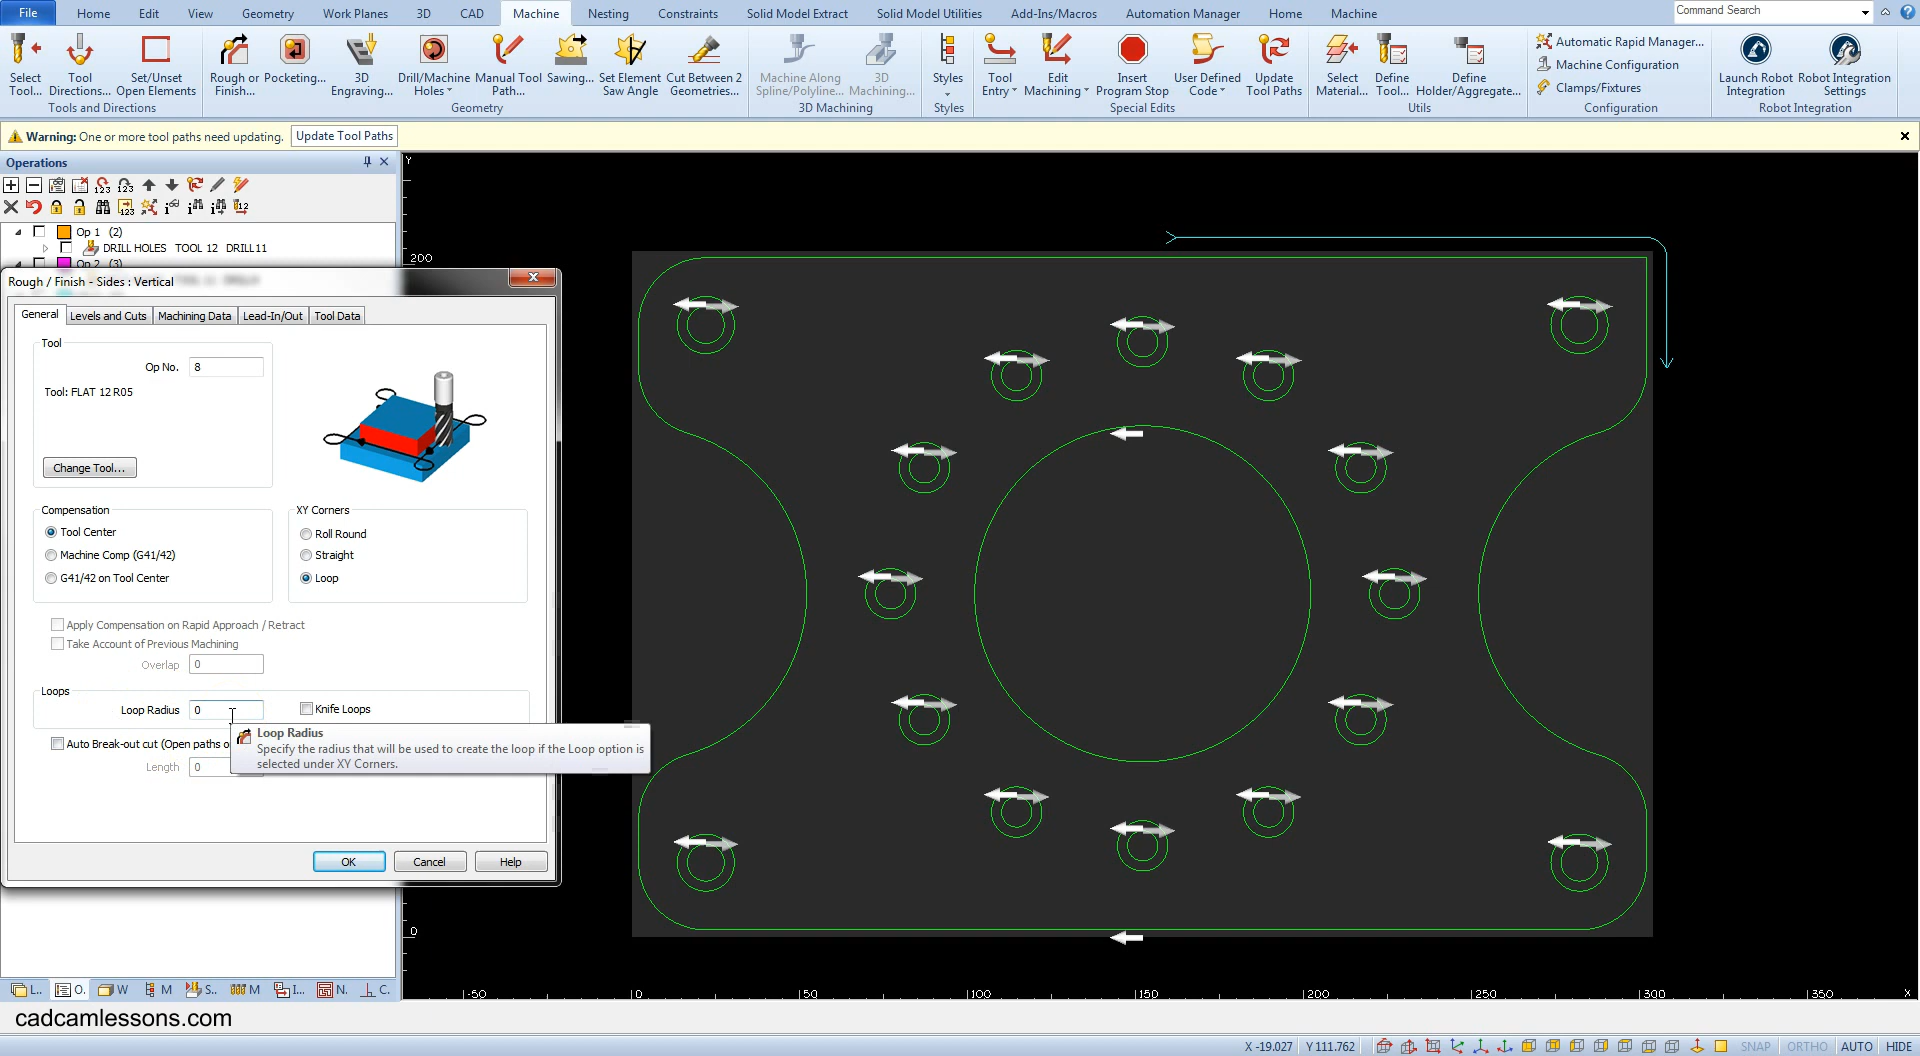 File Home Edit View Geometry Work Planes 3D CAD Machine Nesting Constraints Solid Model Extract Solid Model Utilities Add-Ins/Macros Automation Manager Home Machine Command Search
Select Tool... Tool Directions... Set/Unset Open Elements
Tools and Directions
Rough or Finish... Pocketing... 3D Engraving... Drill/Machine Holes Manual Tool Path... Sawing... Set Element Saw Angle Cut Between 2 Geometries...
Geometry
Machine Along Spline/Polyline... 3D Machining...
3D Machining
Styles
Styles
Tool Entry Edit Machining Insert Program Stop User Defined Code Update Tool Paths
Special Edits
Select Material... Define Tool... Define Holder/Aggregate...
Utils
Automatic Rapid Manager...
Machine Configuration
Clamps/Fixtures
Configuration
Launch Robot Integration Robot Integration Settings
Robot Integration
Warning: One or more tool paths need updating. Update Tool Paths
Operations
Op 1 (2)
DRILL HOLES TOOL 12 DRILL11
Op 2 (3)
Rough / Finish - Sides : Vertical
General Levels and Cuts Machining Data Lead-In/Out Tool Data
Tool
Op No. 8
Tool: FLAT 12 R05
Change Tool...
Compensation
Tool Center
Machine Comp (G41/42)
G41/42 on Tool Center
XY Corners
Roll Round
Straight
Loop
Apply Compensation on Rapid Approach / Retract
Take Account of Previous Machining
Overlap 0
Loops
Loop Radius 0
Knife Loops
Auto Break-out cut (Open paths o
Length 0
Loop Radius
Specify the radius that will be used to create the loop if the Loop option is
selected under XY Corners.
OK Cancel Help
Y
200
0
-50 0 50 100 150 200 250 300 350 X
L... O. W M S.. M I... N. C.
cadcamlessons.com
X -19.027 Y 111.762 SNAP ORTHO AUTO HIDE